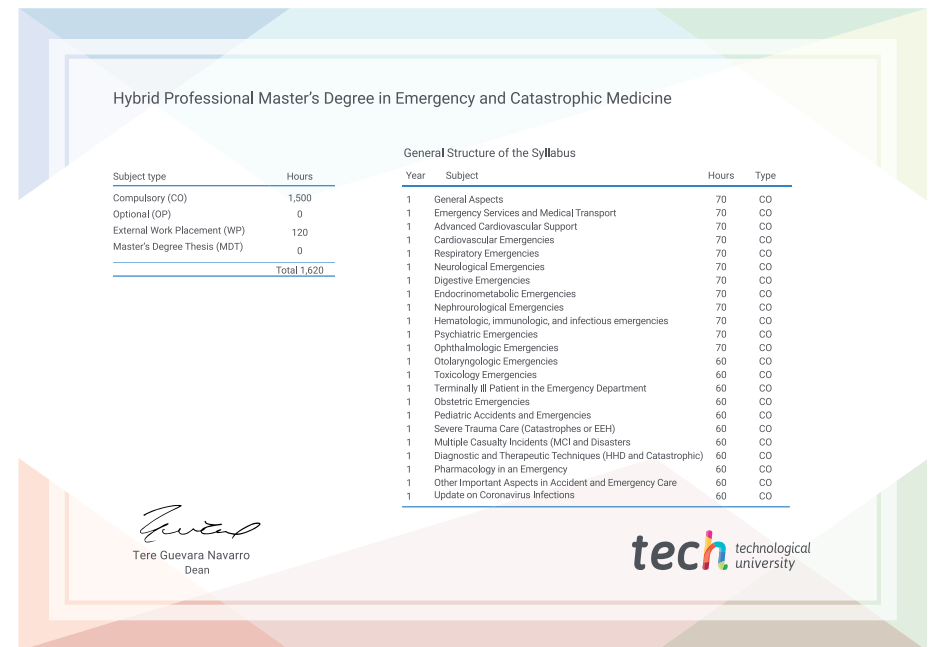 Hybrid Professional Master's Degree in Emergency and Catastrophic Medicine
Subject type Hours
Compulsory (CO) 1,500
Optional (OP) 0
External Work Placement (WP) 120
Master's Degree Thesis (MDT) 0
Total 1,620
General Structure of the Syllabus
Year Subject Hours Type
1 General Aspects 70 CO
1 Emergency Services and Medical Transport 70 CO
1 Advanced Cardiovascular Support 70 CO
1 Cardiovascular Emergencies 70 CO
1 Respiratory Emergencies 70 CO
1 Neurological Emergencies 70 CO
1 Digestive Emergencies 70 CO
1 Endocrinometabolic Emergencies 70 CO
1 Nephrourological Emergencies 70 CO
1 Hematologic, immunologic, and infectious emergencies 70 CO
1 Psychiatric Emergencies 70 CO
1 Ophthalmologic Emergencies 70 CO
1 Otolaryngologic Emergencies 60 CO
1 Toxicology Emergencies 60 CO
1 Terminally Ill Patient in the Emergency Department 60 CO
1 Obstetric Emergencies 60 CO
1 Pediatric Accidents and Emergencies 60 CO
1 Severe Trauma Care (Catastrophes or EEH) 60 CO
1 Multiple Casualty Incidents (MCI and Disasters 60 CO
1 Diagnostic and Therapeutic Techniques (HHD and Catastrophic) 60 CO
1 Pharmacology in an Emergency 60 CO
1 Other Important Aspects in Accident and Emergency Care 60 CO
1 Update on Coronavirus Infections 60 CO
Tere Guevara Navarro
Dean
tech technological
university